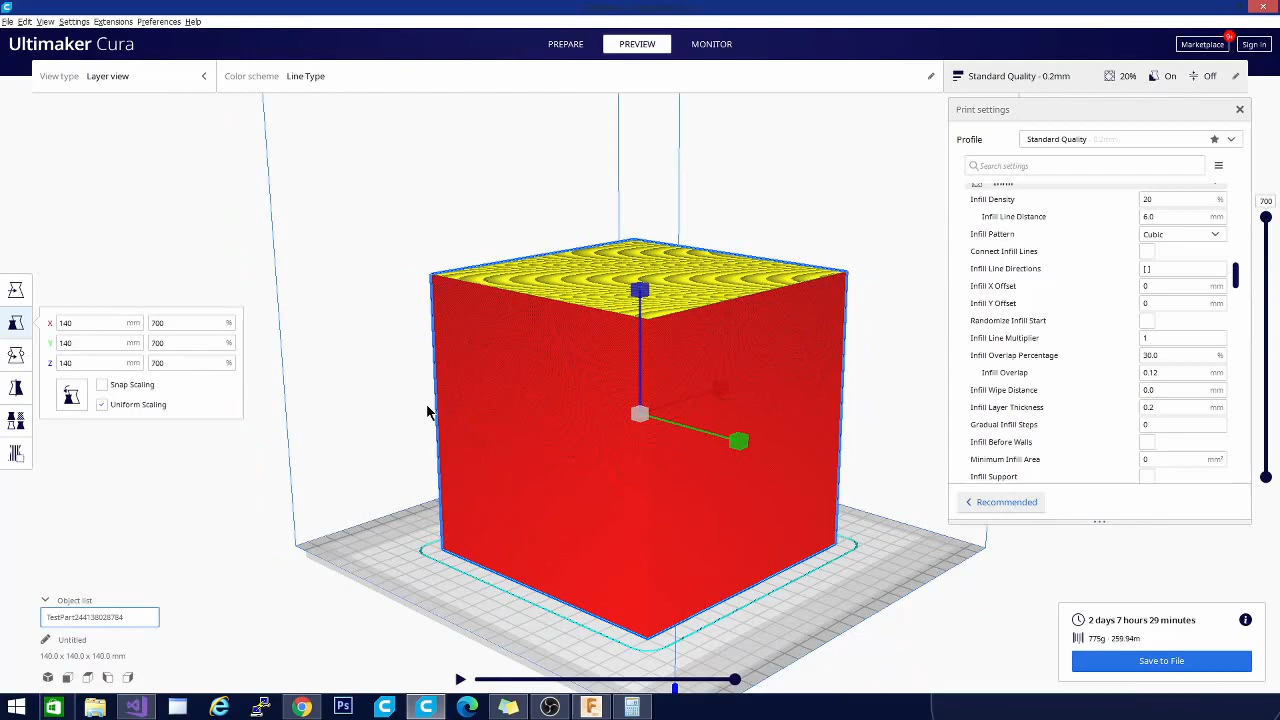 File Edit View Settings Extensions Preferences Help
Ultimaker Cura
PREPARE PREVIEW MONITOR
Marketplace
Sign in
View type Layer view
Color scheme Line Type
Standard Quality - 0.2mm 20% On Off
Print settings
Profile Standard Quality 0.2mm
Search settings
Infill Density 20 %
Infill Line Distance 6.0 mm
Infill Pattern Cubic
Connect Infill Lines
Infill Line Directions [ ]
Infill X Offset 0 mm
Infill Y Offset 0 mm
Randomize Infill Start
Infill Line Multiplier 1
Infill Overlap Percentage 30.0 %
Infill Overlap 0.12 mm
Infill Wipe Distance 0.0 mm
Infill Layer Thickness 0.2 mm
Gradual Infill Steps 0
Infill Before Walls
Minimum Infill Area 0 mm²
Infill Support
Recommended
700
X 140 mm 700 %
Y 140 mm 700 %
Z 140 mm 700 %
Snap Scaling
Uniform Scaling
Object list
TestPart244138028784
Untitled
140.0 x 140.0 x 140.0 mm
2 days 7 hours 29 minutes
775g · 259.94m
Save to File